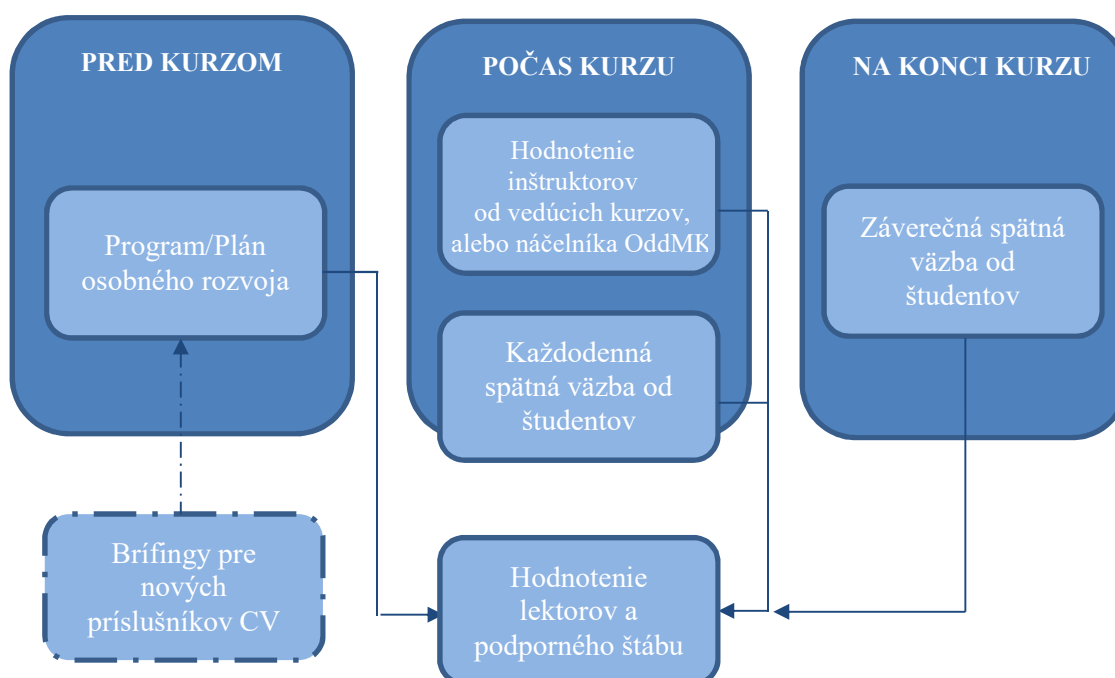 PRED KURZOM
Program/Plán
osobného rozvoja
Brífingy pre
nových
príslušníkov CV
POČAS KURZU
Hodnotenie
inštruktorov
od vedúcich kurzov,
alebo náčelníka OddMK
Každodenná
spätná väzba od
študentov
Hodnotenie
lektorov a
podporného štábu
NA KONCI KURZU
Záverečná spätná
väzba od
študentov